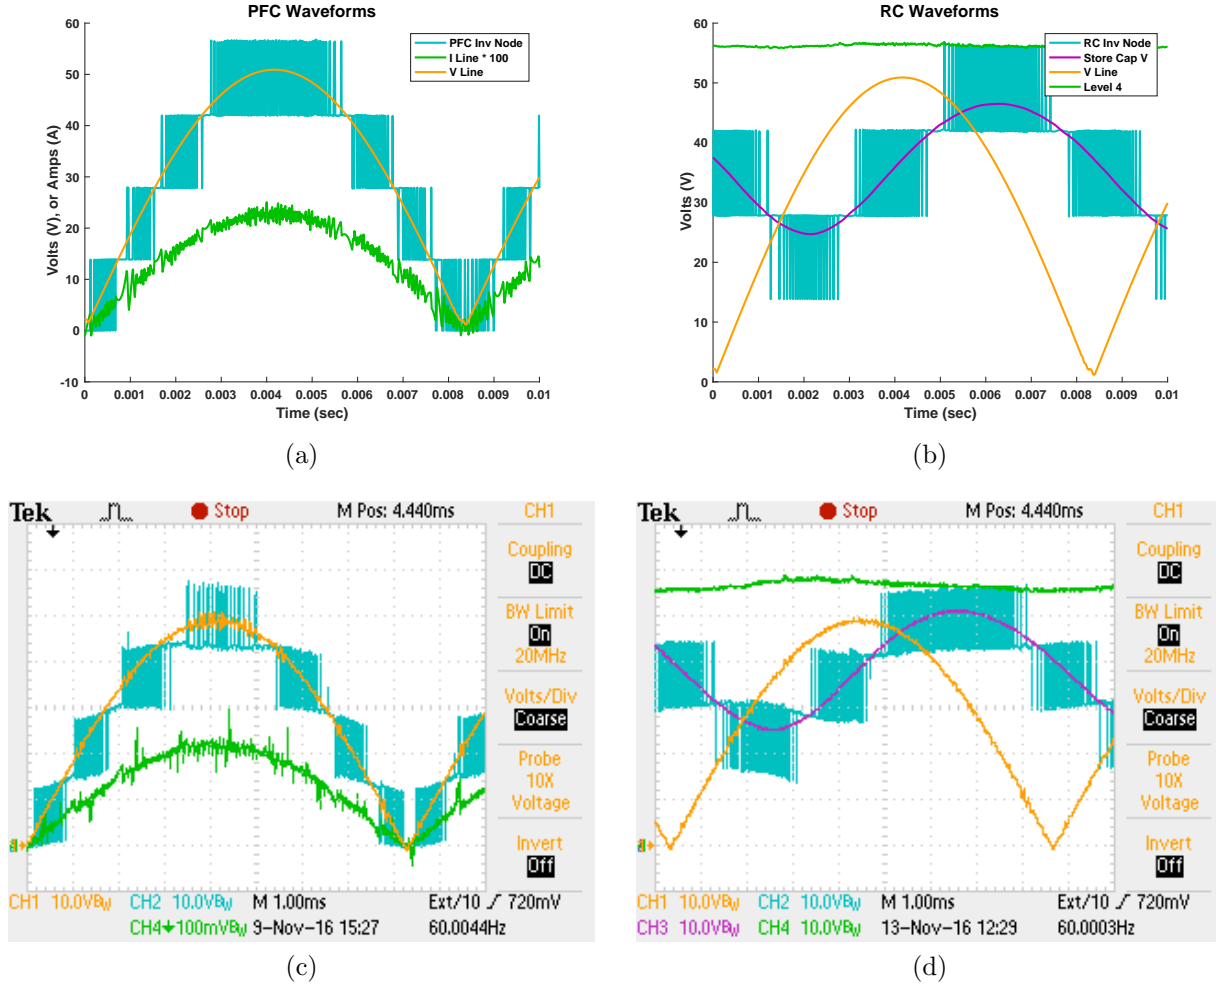 PFC Waveforms
60
50
40
30
20
10
0
-10
Volts (V), or Amps (A)
PFC Inv Node
I Line * 100
V Line
0 0.001 0.002 0.003 0.004 0.005 0.006 0.007 0.008 0.009 0.01
Time (sec)
(a)
RC Waveforms
60
50
40
30
20
10
0
Volts (V)
RC Inv Node
Store Cap V
V Line
Level 4
0 0.001 0.002 0.003 0.004 0.005 0.006 0.007 0.008 0.009 0.01
Time (sec)
(b)
Tek Stop M Pos: 4.440ms CH1
Coupling
DC
BW Limit
On
20MHz
Volts/Div
Coarse
Probe
10X
Voltage
Invert
Off
CH1 10.0VBW CH2 10.0VBW M 1.00ms Ext/10 720mV
CH4 100mVBW 9-Nov-16 15:27 60.0044Hz
(c)
Tek Stop M Pos: 4.440ms CH1
Coupling
DC
BW Limit
On
20MHz
Volts/Div
Coarse
Probe
10X
Voltage
Invert
Off
CH1 10.0VBW CH2 10.0VBW M 1.00ms Ext/10 720mV
CH3 10.0VBW CH4 10.0VBW 13-Nov-16 12:29 60.0003Hz
(d)